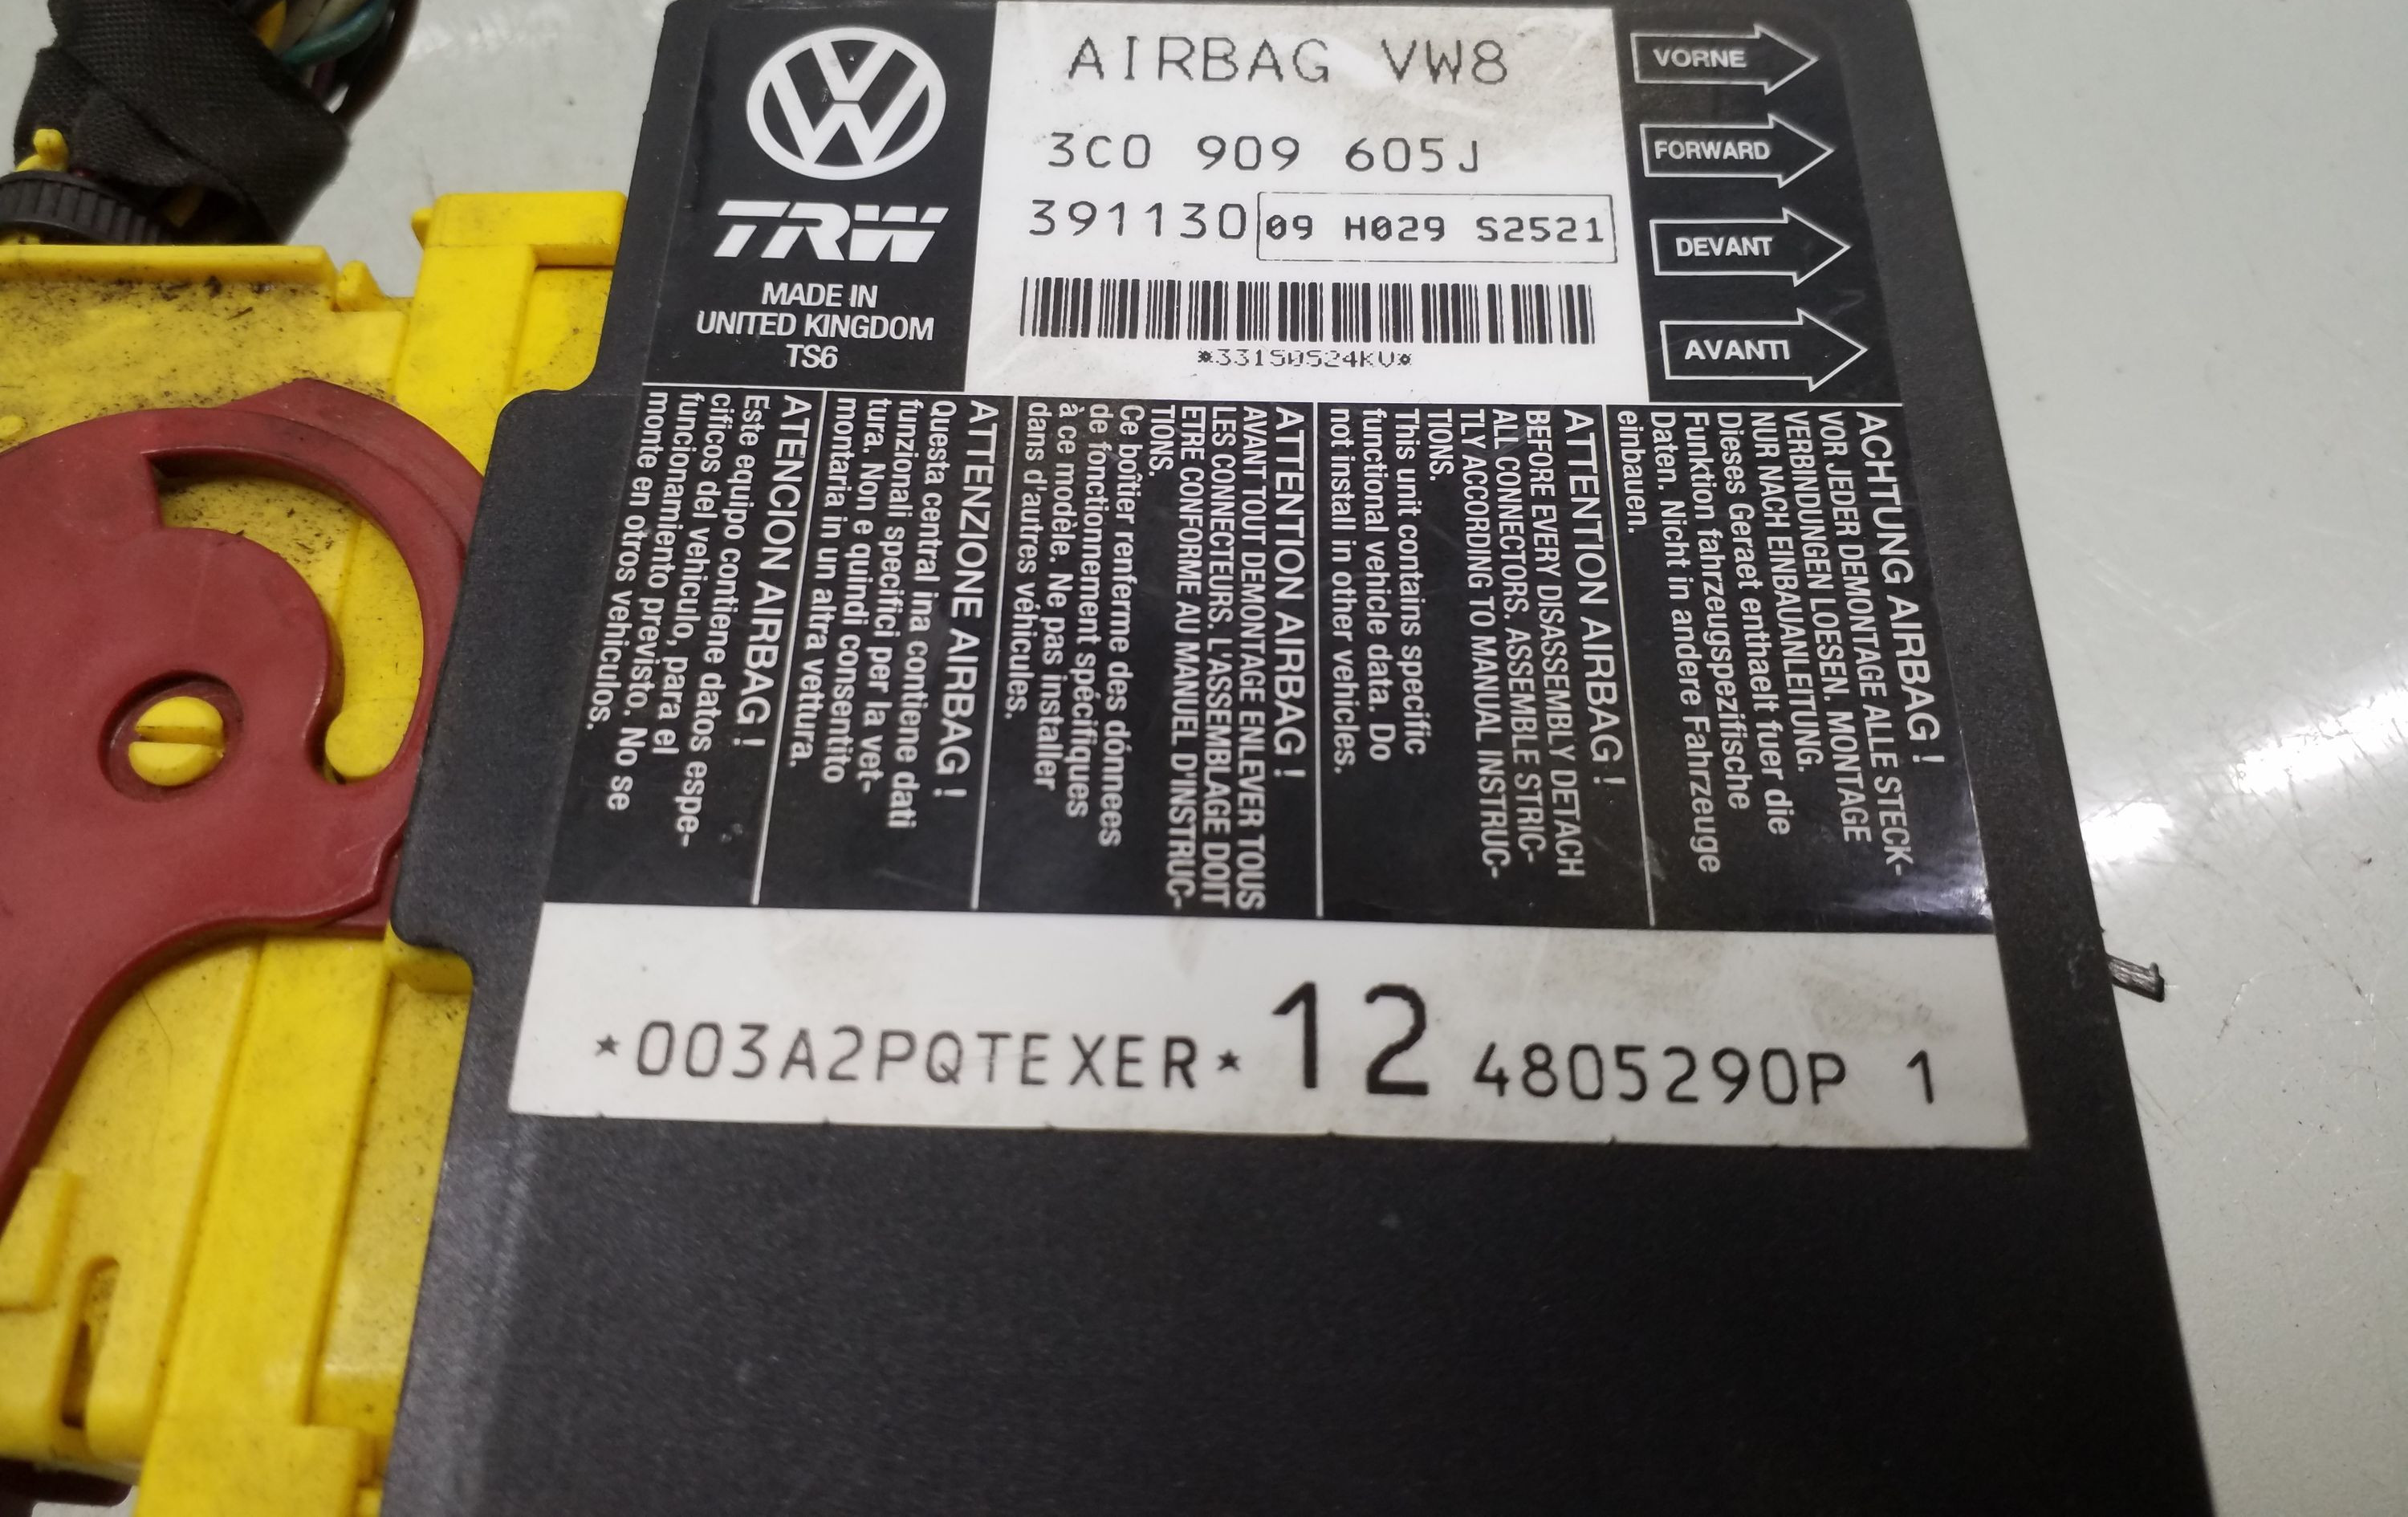 AIRBAG VW8
3C0 909 605J
391130 09 H029 S2521
*33150524KV*
TRW
MADE IN
UNITED KINGDOM
TS6
VORNE
FORWARD
DEVANT
AVANTI
ACHTUNG AIRBAG !
VOR JEDER DEMONTAGE ALLE STECK-
VERBINDUNGEN LOESEN. MONTAGE
NUR NACH EINBAUANLEITUNG.
Dieses Geraet enthaelt fuer die
Funktion fahrzeugspezifische
Daten. Nicht in andere Fahrzeuge
einbauen.
ATTENTION AIRBAG !
BEFORE EVERY DISASSEMBLY DETACH
ALL CONNECTORS. ASSEMBLE STRIC-
TLY ACCORDING TO MANUAL INSTRUC-
TIONS.
This unit contains specific
functional vehicle data. Do
not install in other vehicles.
ATTENTION AIRBAG !
AVANT TOUT DEMONTAGE ENLEVER TOUS
LES CONNECTEURS. L'ASSEMBLAGE DOIT
ETRE CONFORME AU MANUEL D'INSTRUC-
TIONS.
Ce boîtier renferme des dónnees
de fonctionnement spécifiques
à ce modèle. Ne pas installer
dans d'autres véhicules.
ATTENZIONE AIRBAG !
Questa central ina contiene dati
funzionali specifici per la vet-
tura. Non e quindi consentito
montaria in un altra vettura.
ATENCION AIRBAG !
Este equipo contiene datos espe-
cificos del vehiculo, para el
funcionamiento previsto. No se
monte en otros vehiculos.
*003A2PQTEXER* 12 4805290P 1